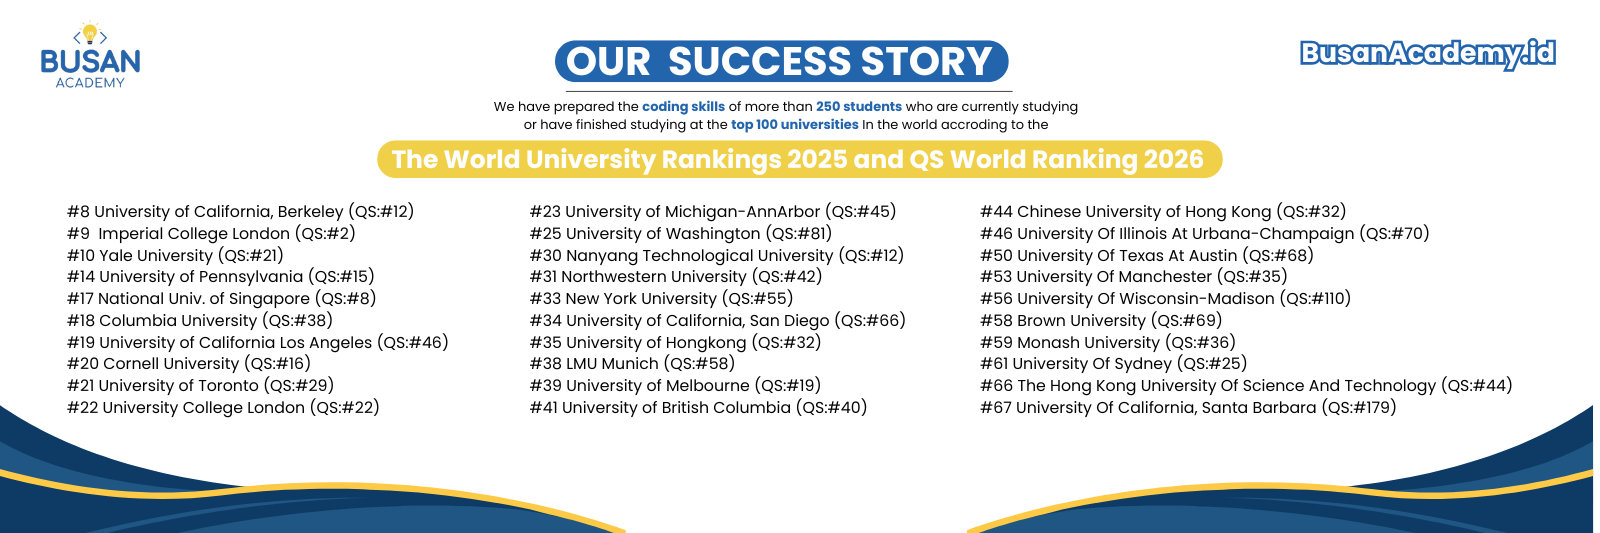 BUSAN
ACADEMY
OUR SUCCESS STORY
BusanAcademy.id
We have prepared the coding skills of more than 250 students who are currently studying
or have finished studying at the top 100 universities In the world accroding to the
The World University Rankings 2025 and QS World Ranking 2026
#8 University of California, Berkeley (QS:#12)
#9 Imperial College London (QS:#2)
#10 Yale University (QS:#21)
#14 University of Pennsylvania (QS:#15)
#17 National Univ. of Singapore (QS:#8)
#18 Columbia University (QS:#38)
#19 University of California Los Angeles (QS:#46)
#20 Cornell University (QS:#16)
#21 University of Toronto (QS:#29)
#22 University College London (QS:#22)
#23 University of Michigan-AnnArbor (QS:#45)
#25 University of Washington (QS:#81)
#30 Nanyang Technological University (QS:#12)
#31 Northwestern University (QS:#42)
#33 New York University (QS:#55)
#34 University of California, San Diego (QS:#66)
#35 University of Hongkong (QS:#32)
#38 LMU Munich (QS:#58)
#39 University of Melbourne (QS:#19)
#41 University of British Columbia (QS:#40)
#44 Chinese University of Hong Kong (QS:#32)
#46 University Of Illinois At Urbana-Champaign (QS:#70)
#50 University Of Texas At Austin (QS:#68)
#53 University Of Manchester (QS:#35)
#56 University Of Wisconsin-Madison (QS:#110)
#58 Brown University (QS:#69)
#59 Monash University (QS:#36)
#61 University Of Sydney (QS:#25)
#66 The Hong Kong University Of Science And Technology (QS:#44)
#67 University Of California, Santa Barbara (QS:#179)